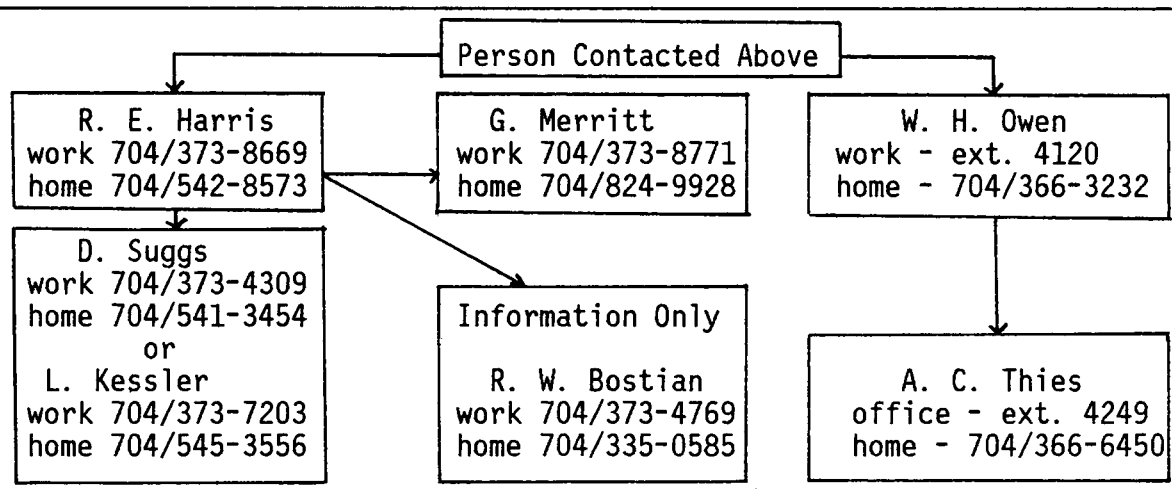 Person Contacted Above
R. E. Harris
work 704/373-8669
home 704/542-8573
G. Merritt
work 704/373-8771
home 704/824-9928
W. H. Owen
work - ext. 4120
home - 704/366-3232
D. Suggs
work 704/373-4309
home 704/541-3454
or
L. Kessler
work 704/373-7203
home 704/545-3556
Information Only
R. W. Bostian
work 704/373-4769
home 704/335-0585
A. C. Thies
office - ext. 4249
home - 704/366-6450